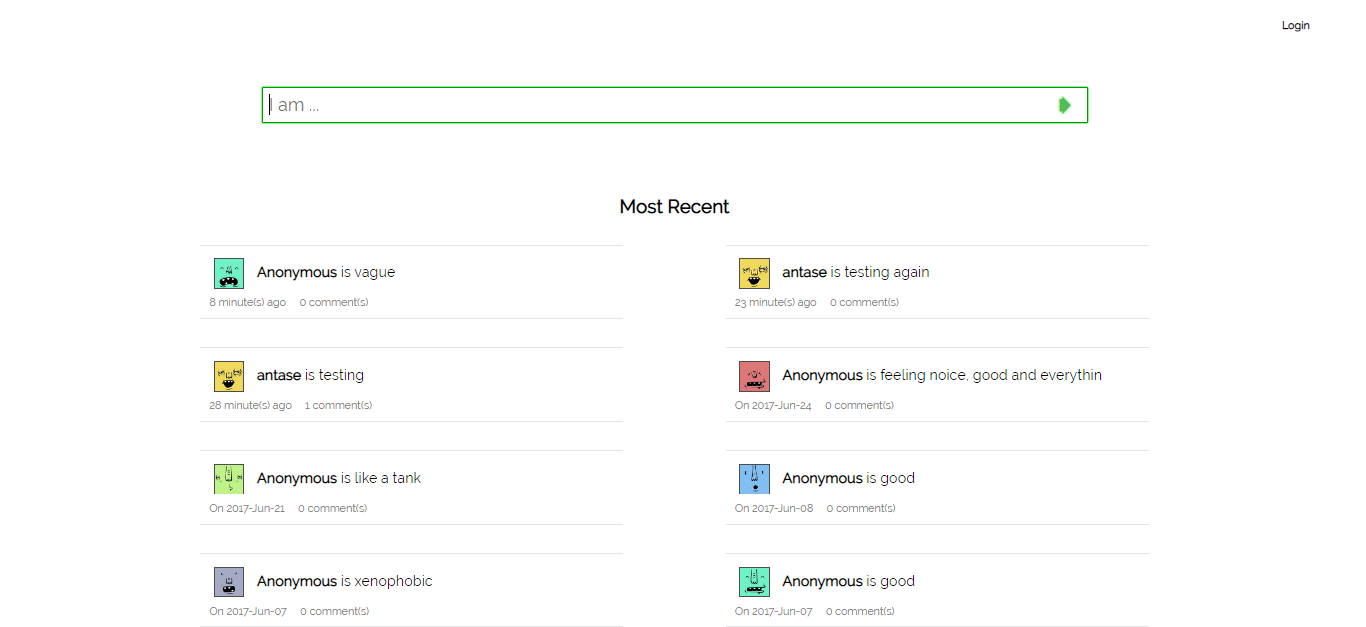 Login
I am ...
Most Recent
Anonymous is vague
8 minute(s) ago 0 comment(s)
antase is testing again
23 minute(s) ago 0 comment(s)
antase is testing
28 minute(s) ago 1 comment(s)
Anonymous is feeling noice, good and everythin
On 2017-Jun-24 0 comment(s)
Anonymous is like a tank
On 2017-Jun-21 0 comment(s)
Anonymous is good
On 2017-Jun-08 0 comment(s)
Anonymous is xenophobic
On 2017-Jun-07 0 comment(s)
Anonymous is good
On 2017-Jun-07 0 comment(s)